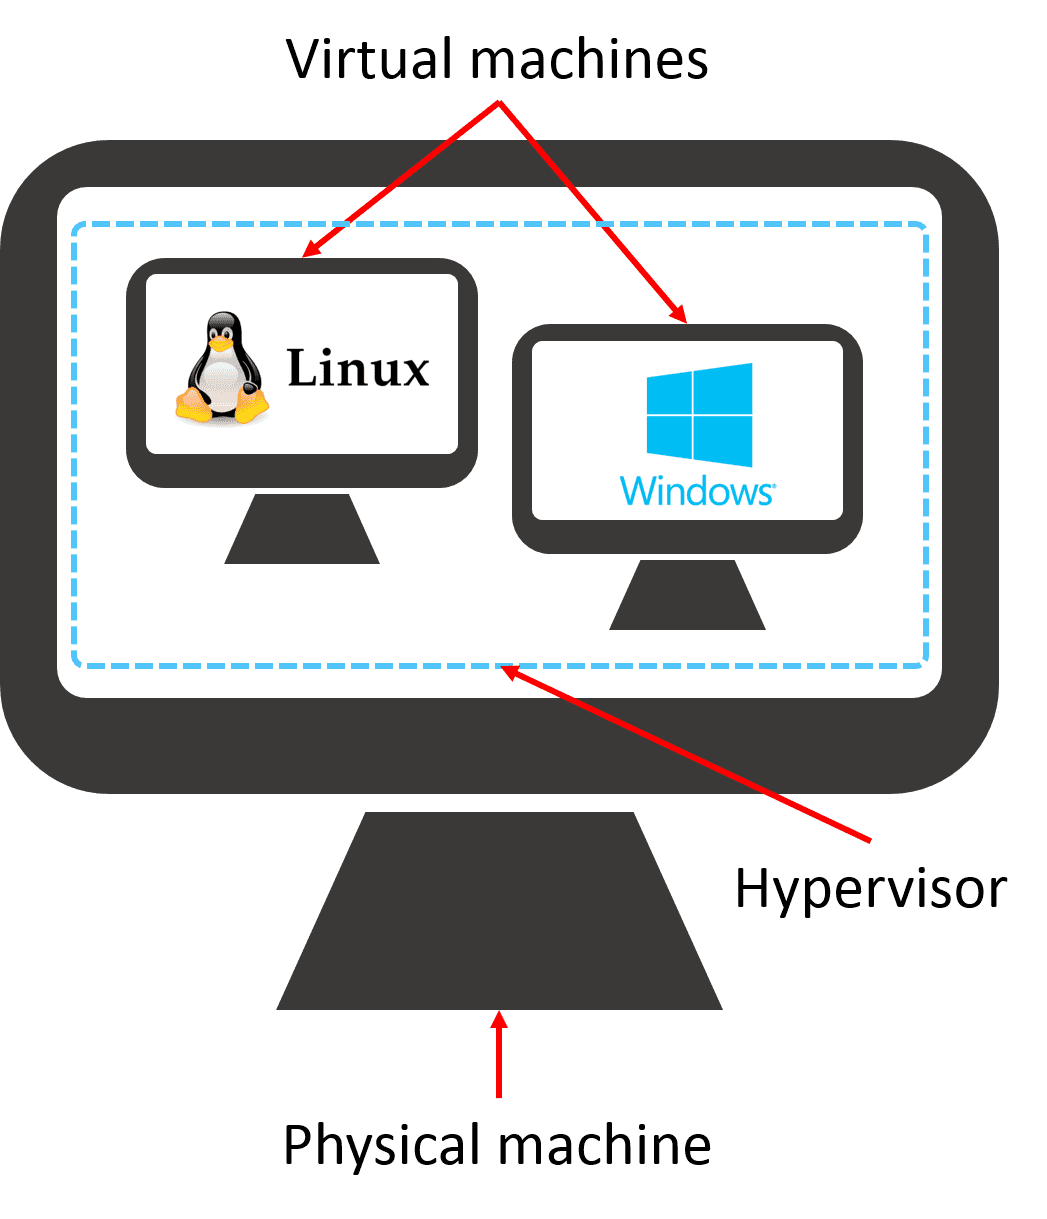 Virtual machines
Linux
Windows
Hypervisor
Physical machine